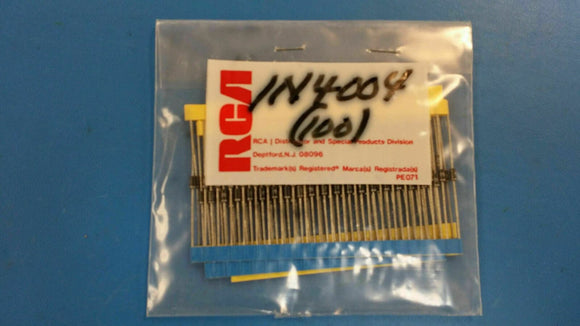 RCA
1N4004
(100)
RCA | Distributor and Special Products Division
Deptford, N.J. 08096
Trademark(s) Registered® Marca(s) Registrada(s)
PE071